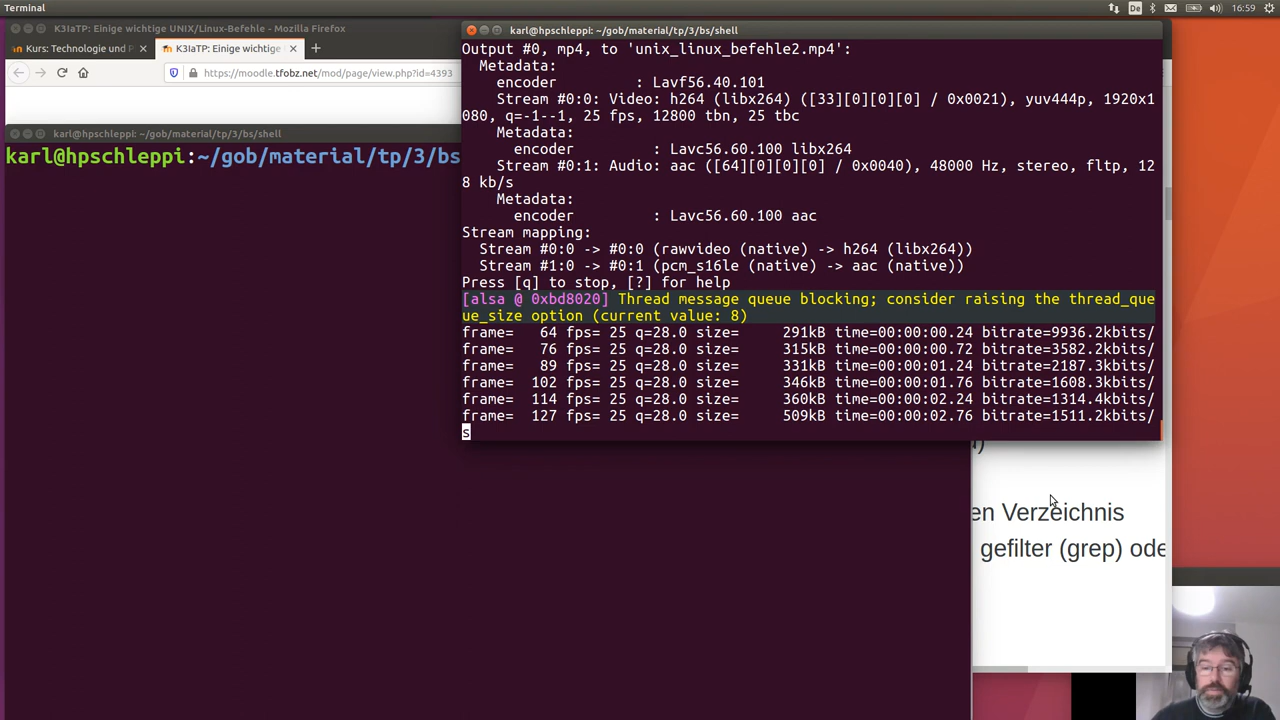 Terminal
De
16:59
K3IaTP: Einige wichtige UNIX/Linux-Befehle - Mozilla Firefox
Kurs: Technologie und P
K3IaTP: Einige wichtige
https://moodle.tfobz.net/mod/page/view.php?id=4393
karl@hpschleppi: ~/gob/material/tp/3/bs/shell
karl@hpschleppi:~/gob/material/tp/3/bs
karl@hpschleppi: ~/gob/material/tp/3/bs/shell
Output #0, mp4, to 'unix_linux_befehle2.mp4':
Metadata:
encoder : Lavf56.40.101
Stream #0:0: Video: h264 (libx264) ([33][0][0][0] / 0x0021), yuv444p, 1920x1
080, q=-1--1, 25 fps, 12800 tbn, 25 tbc
Metadata:
encoder : Lavc56.60.100 libx264
Stream #0:1: Audio: aac ([64][0][0][0] / 0x0040), 48000 Hz, stereo, fltp, 12
8 kb/s
Metadata:
encoder : Lavc56.60.100 aac
Stream mapping:
Stream #0:0 -> #0:0 (rawvideo (native) -> h264 (libx264))
Stream #1:0 -> #0:1 (pcm_s16le (native) -> aac (native))
Press [q] to stop, [?] for help
[alsa @ 0xbd8020] Thread message queue blocking; consider raising the thread_que
ue_size option (current value: 8)
frame= 64 fps= 25 q=28.0 size= 291kB time=00:00:00.24 bitrate=9936.2kbits/
frame= 76 fps= 25 q=28.0 size= 315kB time=00:00:00.72 bitrate=3582.2kbits/
frame= 89 fps= 25 q=28.0 size= 331kB time=00:00:01.24 bitrate=2187.3kbits/
frame= 102 fps= 25 q=28.0 size= 346kB time=00:00:01.76 bitrate=1608.3kbits/
frame= 114 fps= 25 q=28.0 size= 360kB time=00:00:02.24 bitrate=1314.4kbits/
frame= 127 fps= 25 q=28.0 size= 509kB time=00:00:02.76 bitrate=1511.2kbits/
s
en Verzeichnis
gefilter (grep) ode